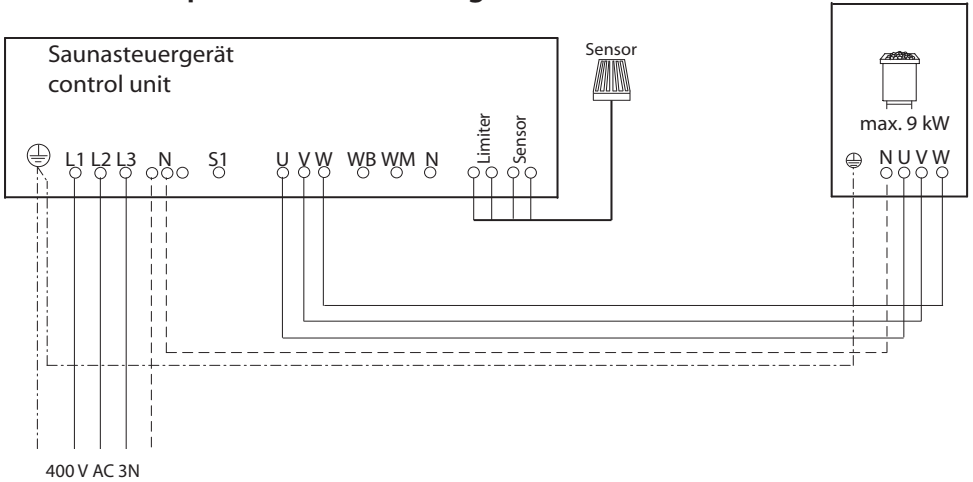 Saunasteuergerät
control unit
Sensor
max. 9 kW
L1 L2 L3 N S1 U V W WB WM N Limiter Sensor
N U V W
400 V AC 3N